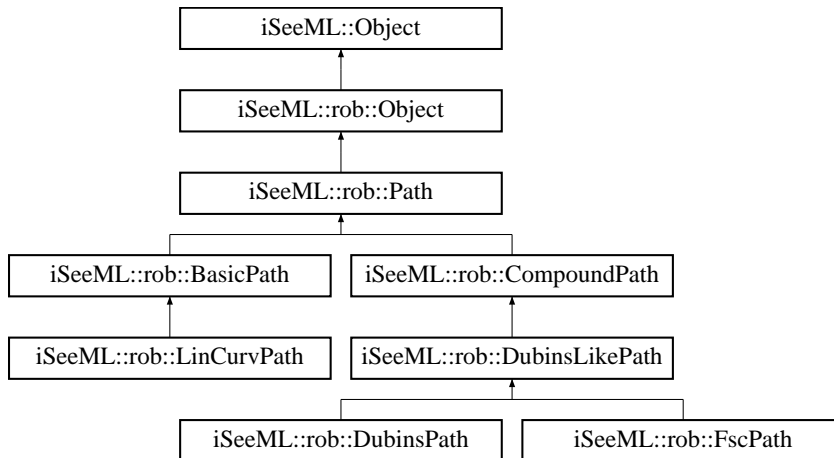 iSeeML::Object
iSeeML::rob::Object
iSeeML::rob::Path
iSeeML::rob::BasicPath
iSeeML::rob::CompoundPath
iSeeML::rob::LinCurvPath
iSeeML::rob::DubinsLikePath
iSeeML::rob::DubinsPath
iSeeML::rob::FscPath